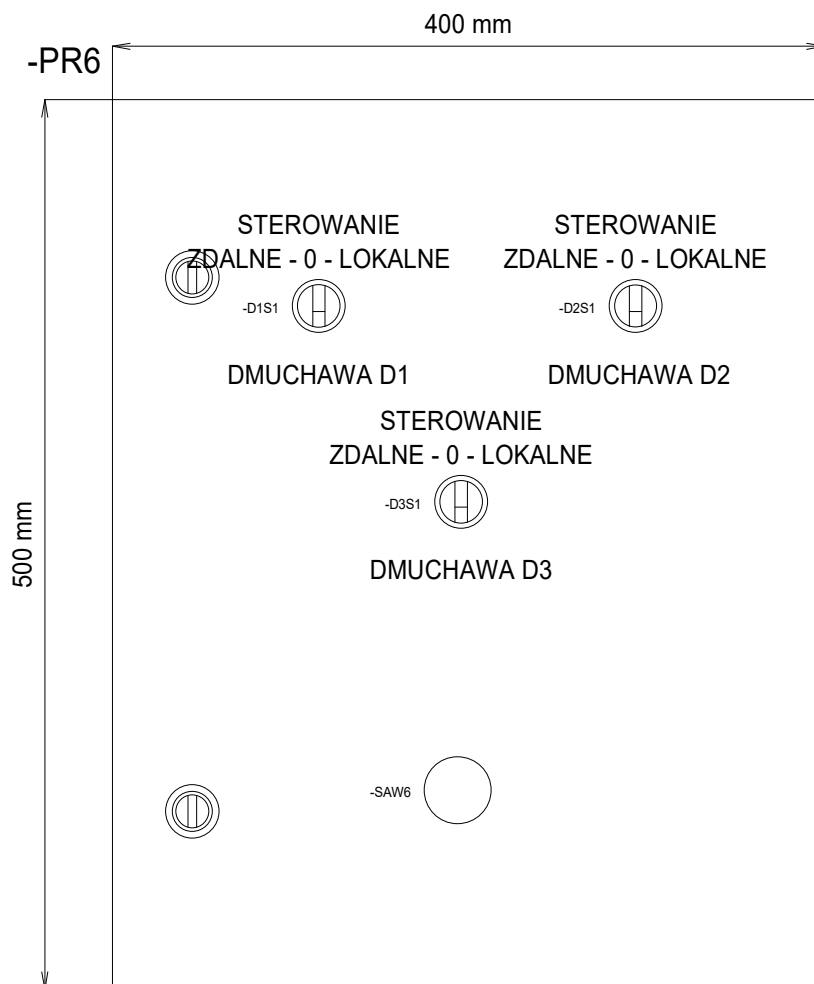 400 mm
-PR6
STEROWANIE
ZDALNE - 0 - LOKALNE
-D1S1
DMUCHAWA D1
STEROWANIE
ZDALNE - 0 - LOKALNE
-D2S1
DMUCHAWA D2
STEROWANIE
ZDALNE - 0 - LOKALNE
-D3S1
DMUCHAWA D3
500 mm
-SAW6